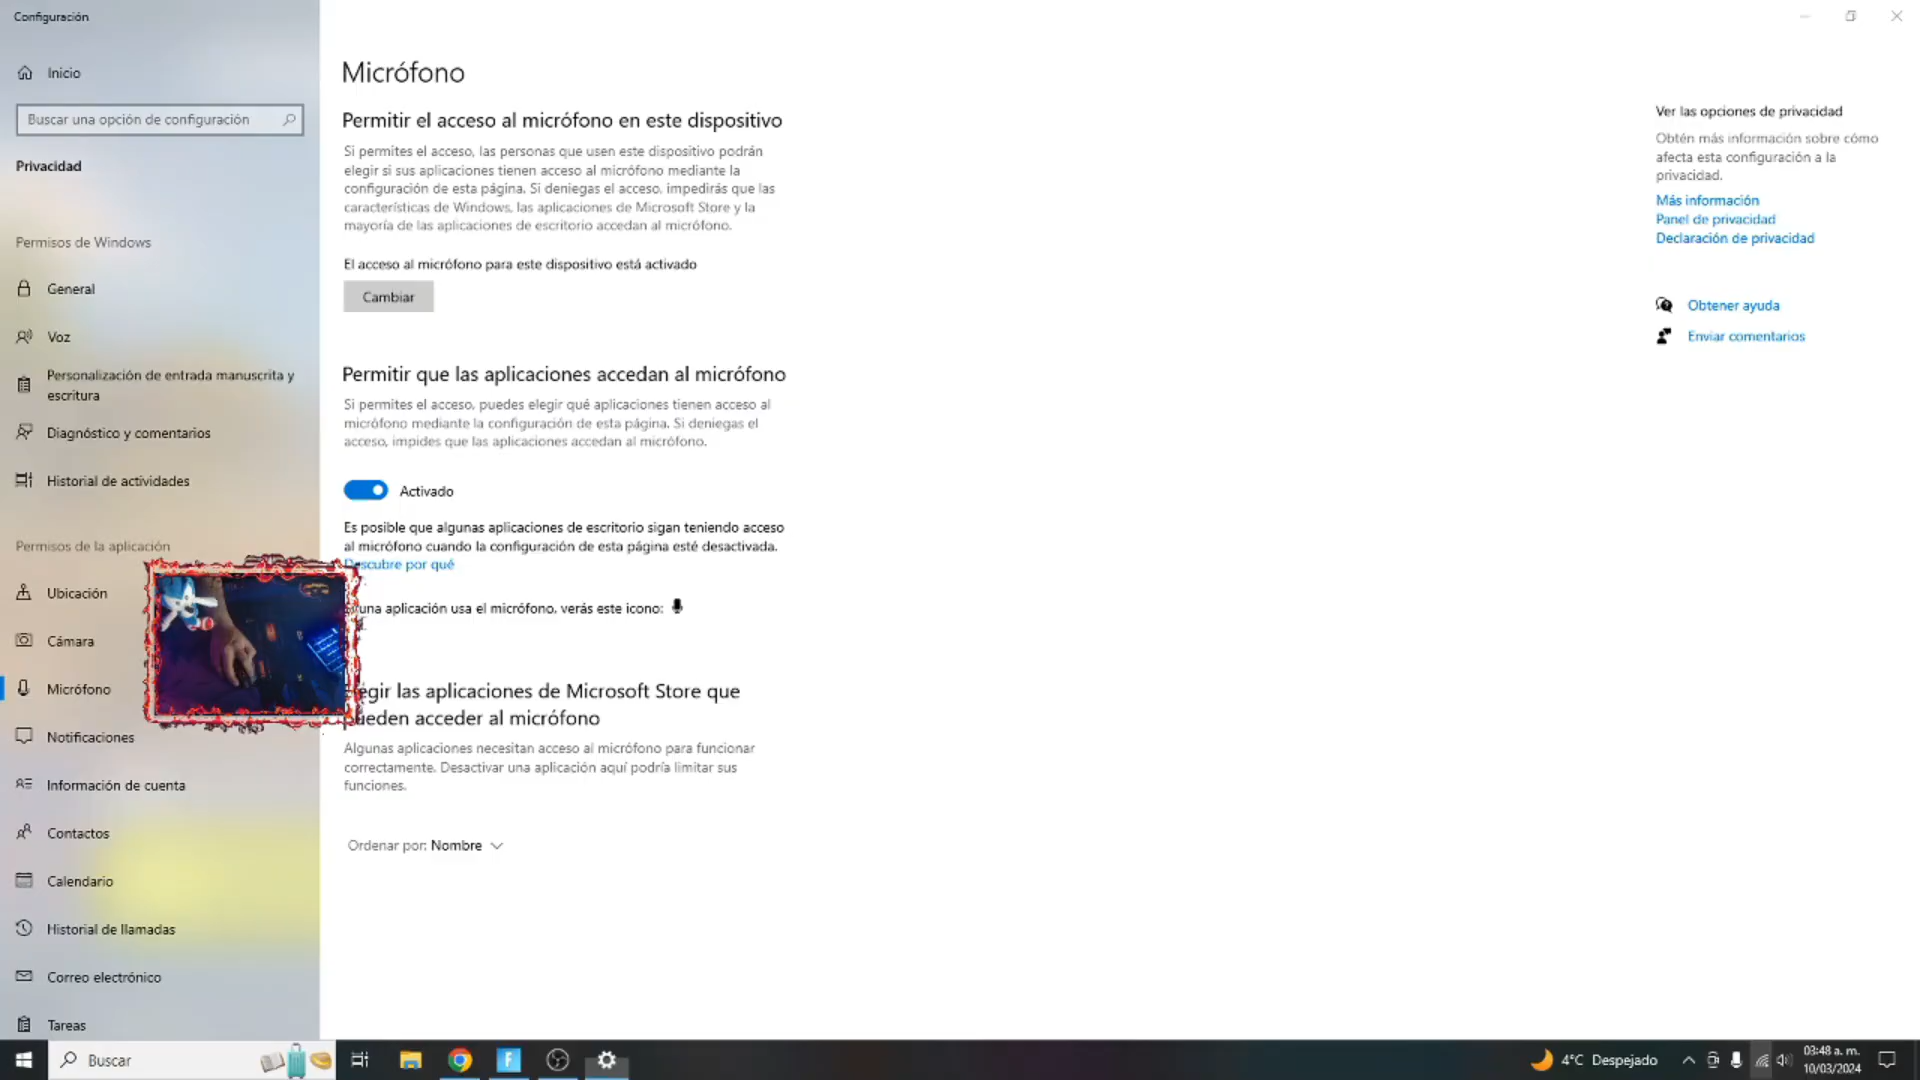 Configuración
Inicio
Buscar una opción de configuración
Privacidad
Permisos de Windows
General
Voz
Personalización de entrada manuscrita y
escritura
Diagnóstico y comentarios
Historial de actividades
Permisos de la aplicación
Ubicación
Cámara
Micrófono
Notificaciones
Información de cuenta
Contactos
Calendario
Historial de llamadas
Correo electrónico
Tareas
Micrófono
Permitir el acceso al micrófono en este dispositivo
Si permites el acceso, las personas que usen este dispositivo podrán
elegir si sus aplicaciones tienen acceso al micrófono mediante la
configuración de esta página. Si deniegas el acceso, impedirás que las
características de Windows, las aplicaciones de Microsoft Store y la
mayoría de las aplicaciones de escritorio accedan al micrófono.
El acceso al micrófono para este dispositivo está activado
Cambiar
Permitir que las aplicaciones accedan al micrófono
Si permites el acceso, puedes elegir qué aplicaciones tienen acceso al
micrófono mediante la configuración de esta página. Si deniegas el
acceso, impides que las aplicaciones accedan al micrófono.
Activado
Es posible que algunas aplicaciones de escritorio sigan teniendo acceso
al micrófono cuando la configuración de esta página esté desactivada.
Descubre por qué
una aplicación usa el micrófono, verás este icono:
Elegir las aplicaciones de Microsoft Store que
pueden acceder al micrófono
Algunas aplicaciones necesitan acceso al micrófono para funcionar
correctamente. Desactivar una aplicación aquí podría limitar sus
funciones.
Ordenar por: Nombre
Ver las opciones de privacidad
Obtén más información sobre cómo
afecta esta configuración a la
privacidad.
Más información
Panel de privacidad
Declaración de privacidad
Obtener ayuda
Enviar comentarios
Buscar
4°C Despejado
03:48 a. m.
10/03/2024